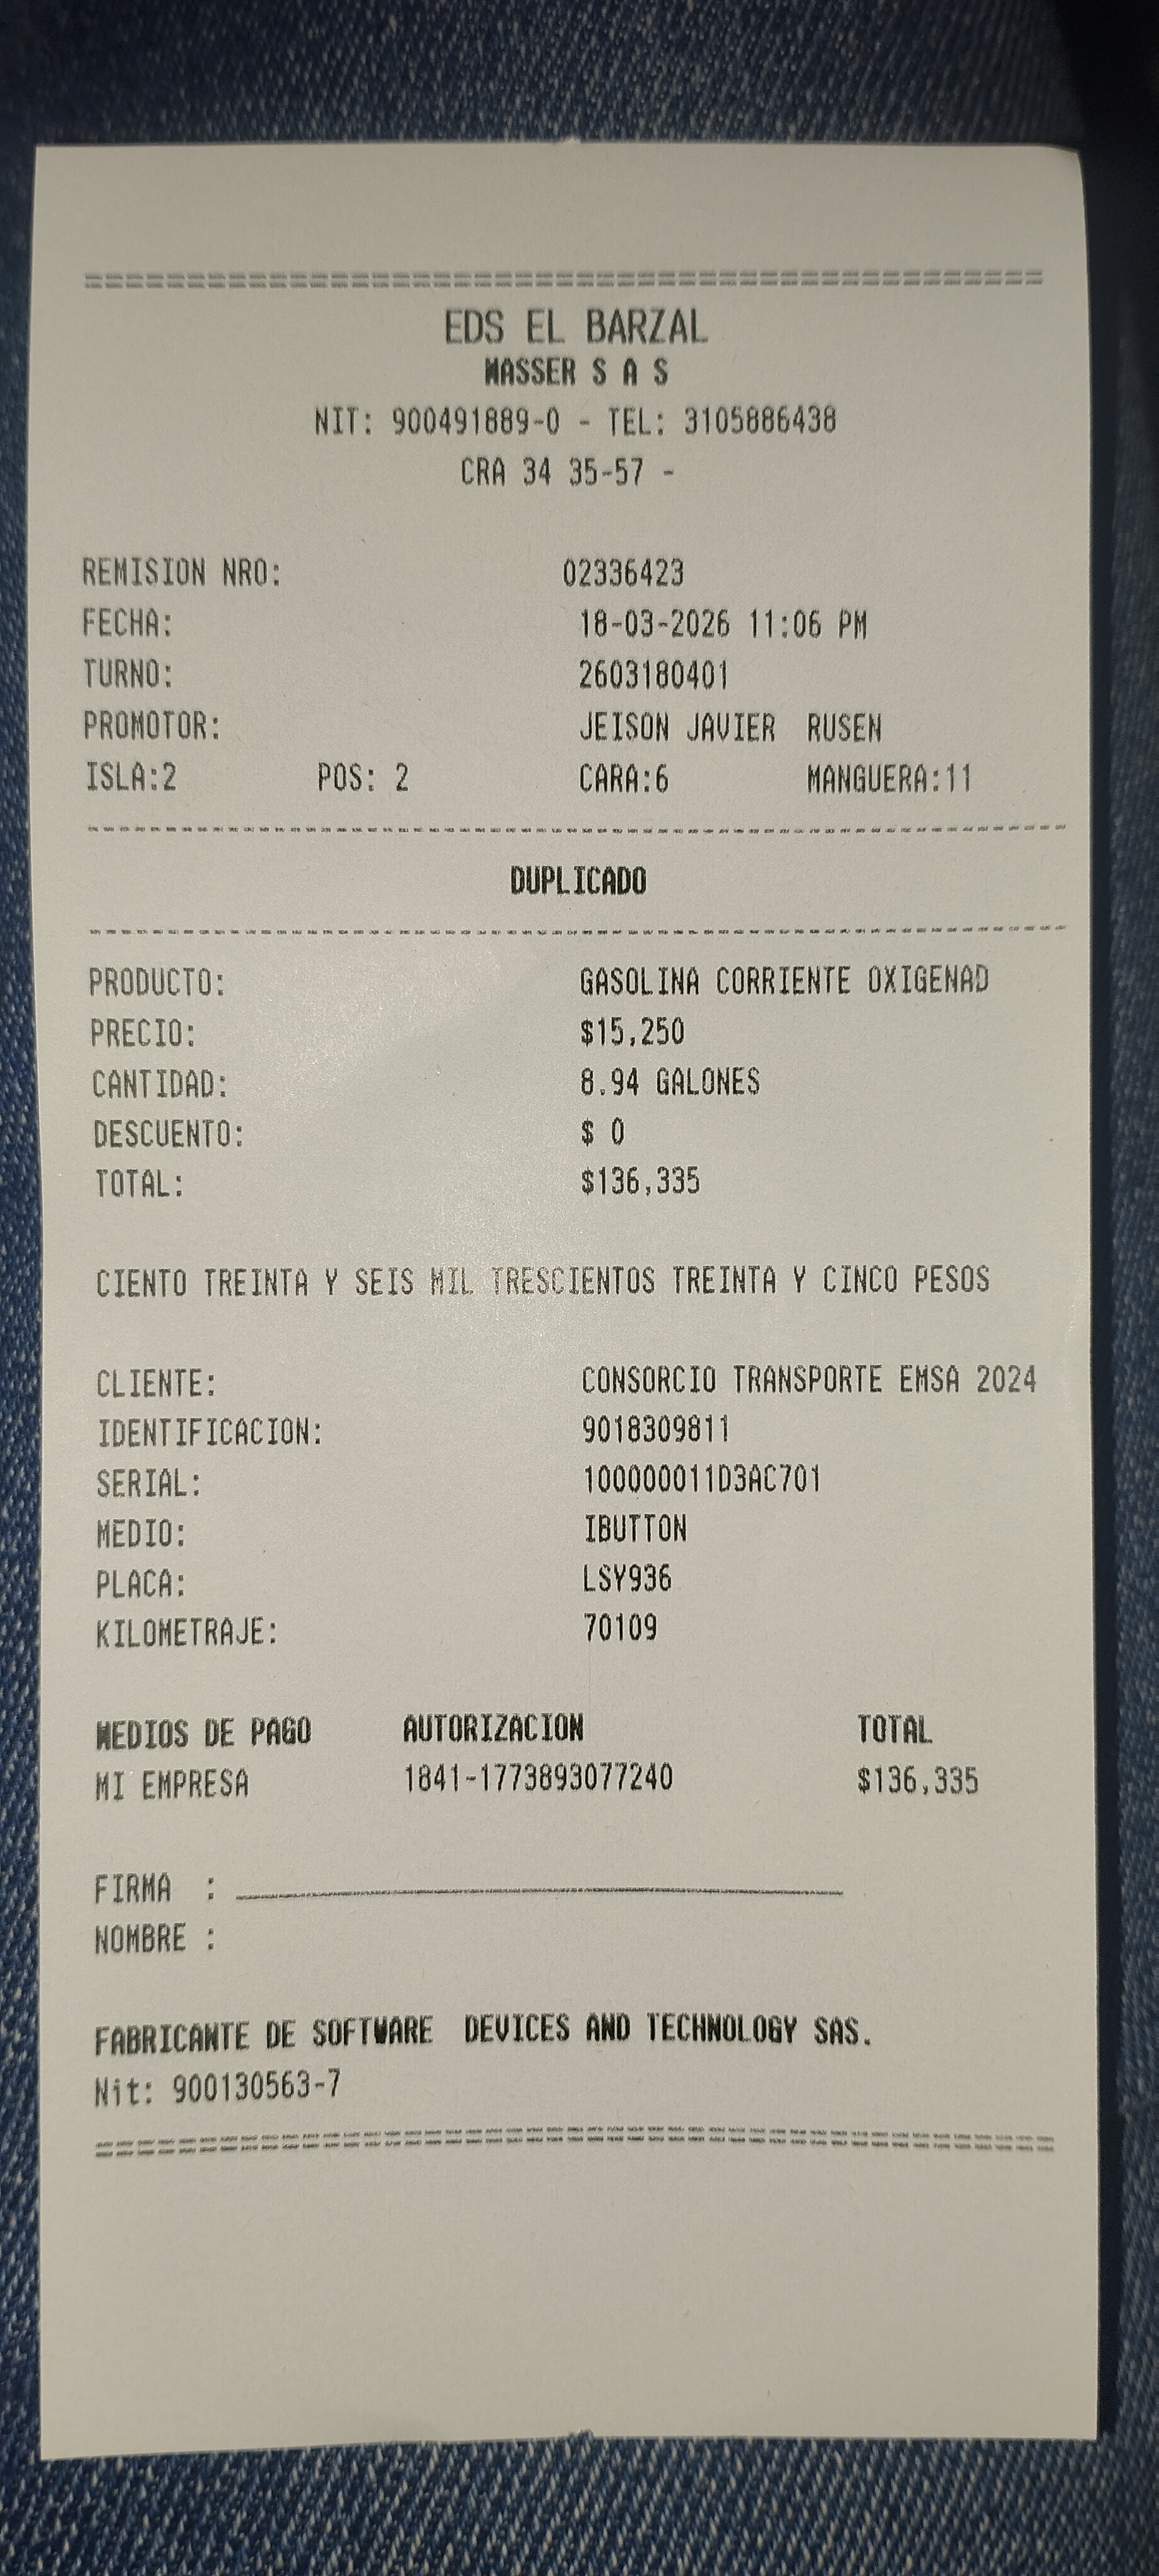 EDS EL BARZAL
MASSER S A S
NIT: 900491889-0 - TEL: 3105886438
CRA 34 35-57 -
REMISION NRO: 02336423
FECHA: 18-03-2026 11:06 PM
TURNO: 2603180401
PROMOTOR: JEISON JAVIER RUSEN
ISLA:2 POS: 2 CARA:6 MANGUERA:11
DUPLICADO
PRODUCTO: GASOLINA CORRIENTE OXIGENAD
PRECIO: $15,250
CANTIDAD: 8.94 GALONES
DESCUENTO: $ 0
TOTAL: $136,335
CIENTO TREINTA Y SEIS MIL TRESCIENTOS TREINTA Y CINCO PESOS
CLIENTE: CONSORCIO TRANSPORTE EMSA 2024
IDENTIFICACION: 9018309811
SERIAL: 100000011D3AC701
MEDIO: IBUTTON
PLACA: LSY936
KILOMETRAJE: 70109
MEDIOS DE PAGO AUTORIZACION TOTAL
MI EMPRESA 1841-1773893077240 $136,335
FIRMA :
NOMBRE :
FABRICANTE DE SOFTWARE DEVICES AND TECHNOLOGY SAS.
Nit: 900130563-7